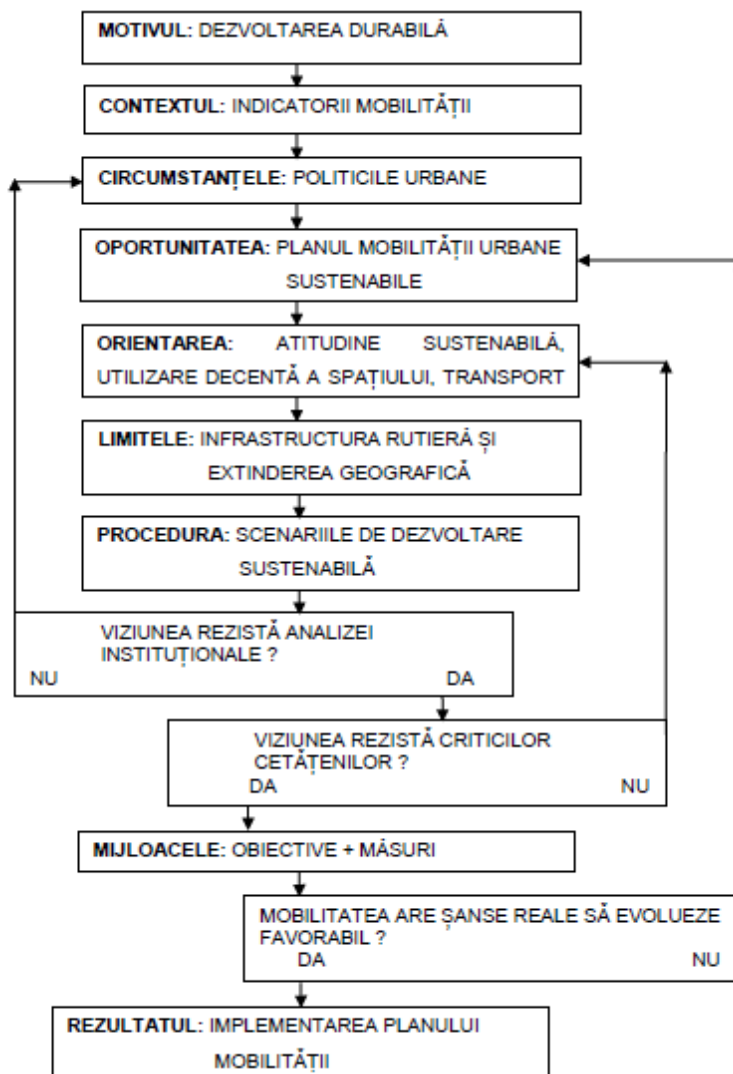 MOTIVUL: DEZVOLTAREA DURABILĂ
CONTEXTUL: INDICATORII MOBILITĂȚII
CIRCUMSTANȚELE: POLITICILE URBANE
OPORTUNITATEA: PLANUL MOBILITĂȚII URBANE
SUSTENABILE
ORIENTAREA: ATITUDINE SUSTENABILĂ,
UTILIZARE DECENTĂ A SPAȚIULUI, TRANSPORT
LIMITELE: INFRASTRUCTURA RUTIERĂ ȘI
EXTINDEREA GEOGRAFICĂ
PROCEDURA: SCENARIILE DE DEZVOLTARE
SUSTENABILĂ
VIZIUNEA REZISTĂ ANALIZEI
INSTITUȚIONALE ?
NU DA
VIZIUNEA REZISTĂ CRITICILOR
CETĂȚENILOR ?
DA NU
MIJLOACELE: OBIECTIVE + MĂSURI
MOBILITATEA ARE ȘANSE REALE SĂ EVOLUEZE
FAVORABIL ?
DA NU
REZULTATUL: IMPLEMENTAREA PLANULUI
MOBILITĂȚII